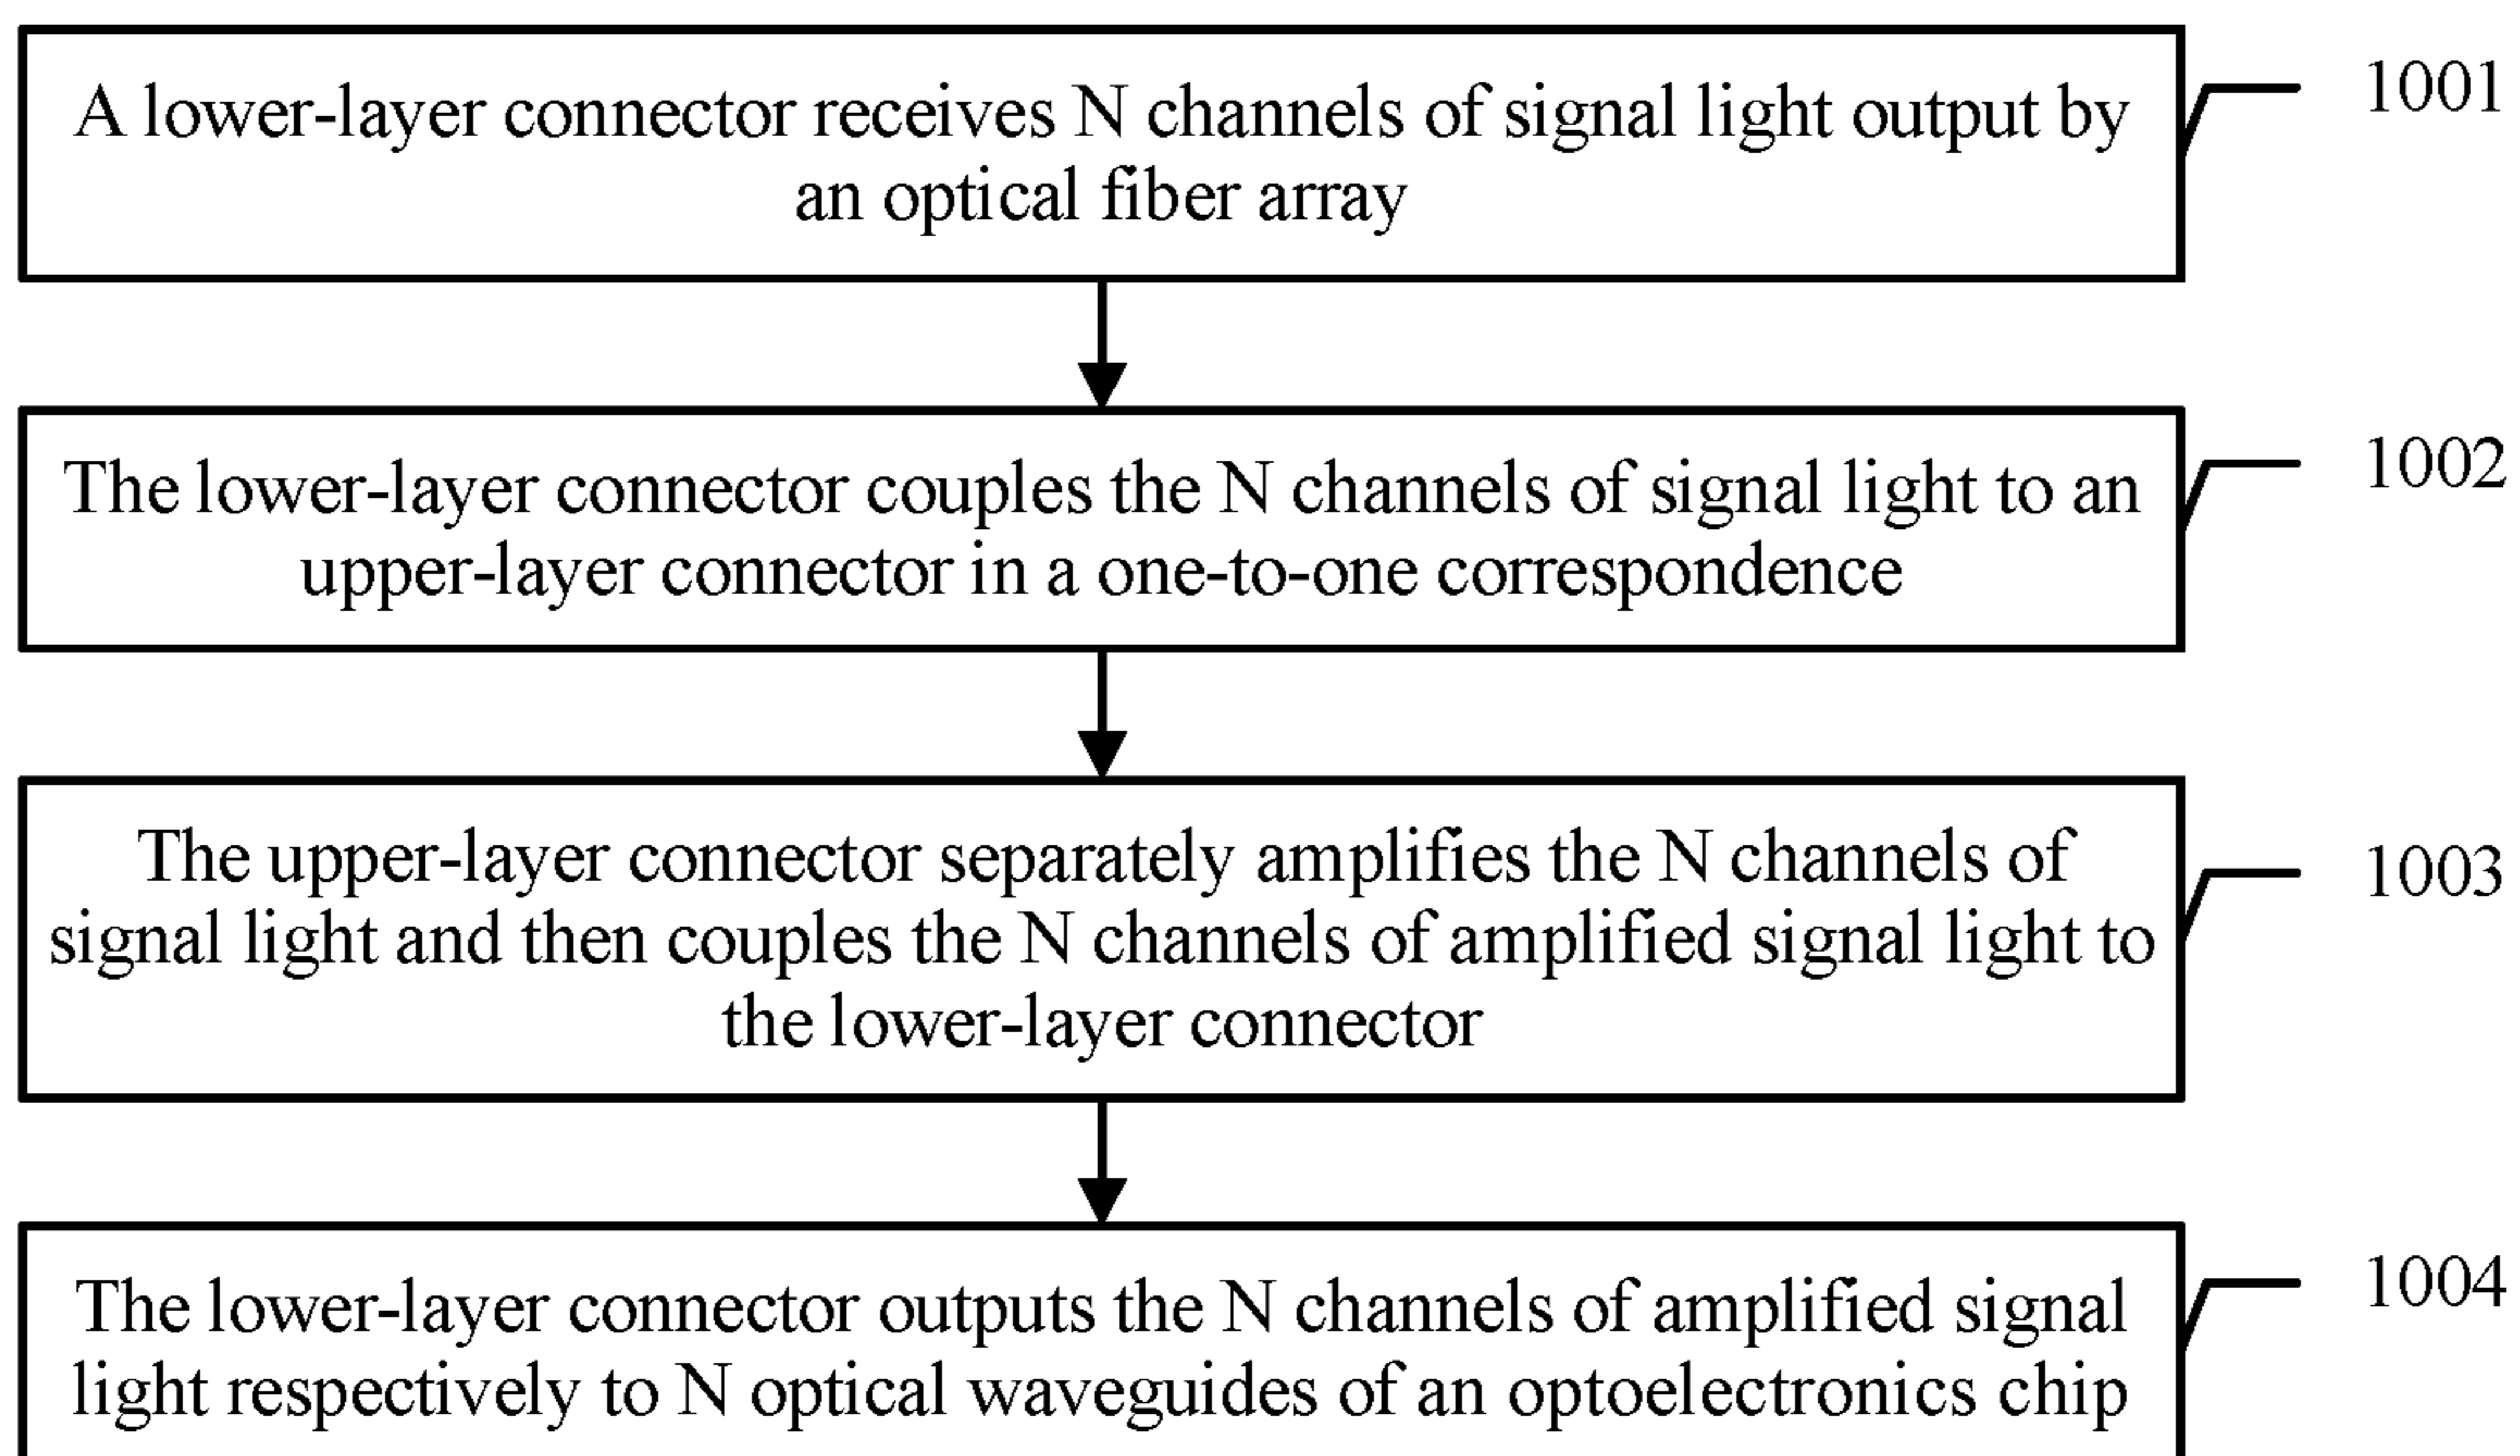 A lower-layer connector receives N channels of signal light output by
an optical fiber array
1001
The lower-layer connector couples the N channels of signal light to an
upper-layer connector in a one-to-one correspondence
1002
The upper-layer connector separately amplifies the N channels of
signal light and then couples the N channels of amplified signal light to
the lower-layer connector
1003
The lower-layer connector outputs the N channels of amplified signal
light respectively to N optical waveguides of an optoelectronics chip
1004